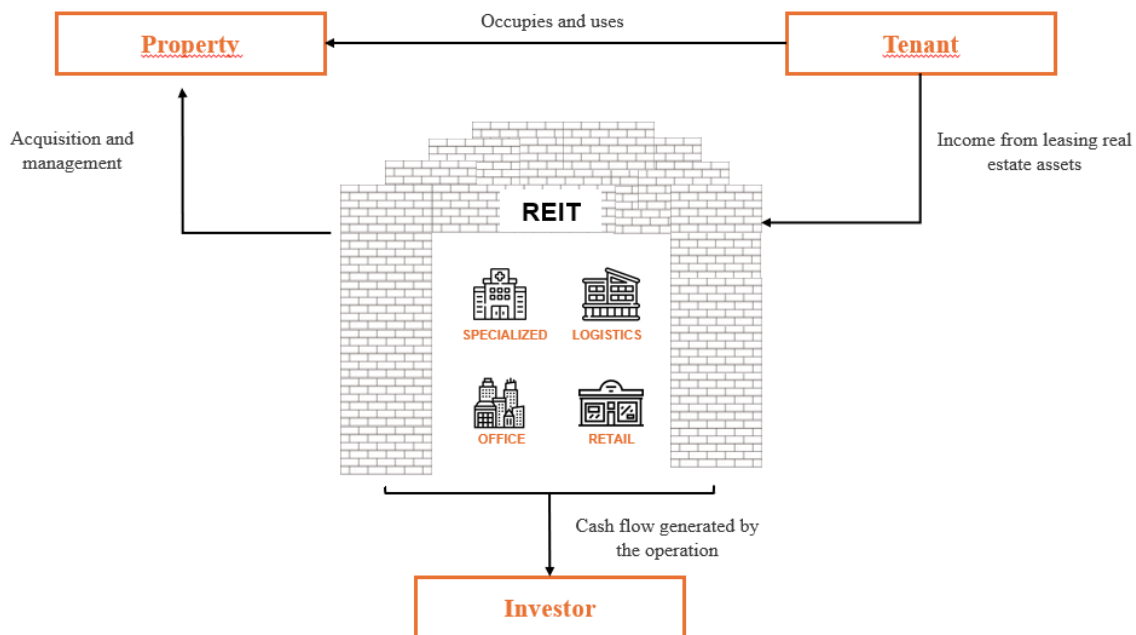 Occupies and uses
Property
Tenant
Acquisition and
management
Income from leasing real
estate assets
REIT
SPECIALIZED
LOGISTICS
OFFICE
RETAIL
Cash flow generated by
the operation
Investor